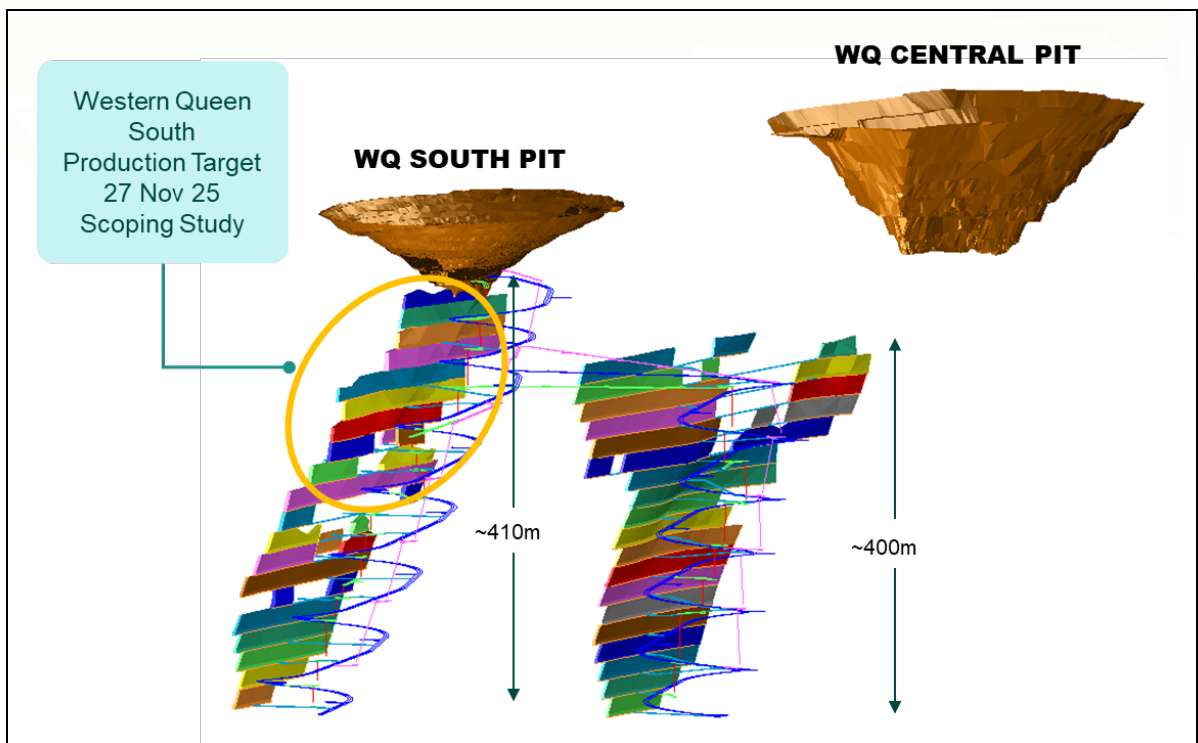 WQ CENTRAL PIT
Western Queen
South
Production Target
27 Nov 25
Scoping Study
WQ SOUTH PIT
~410m
~400m